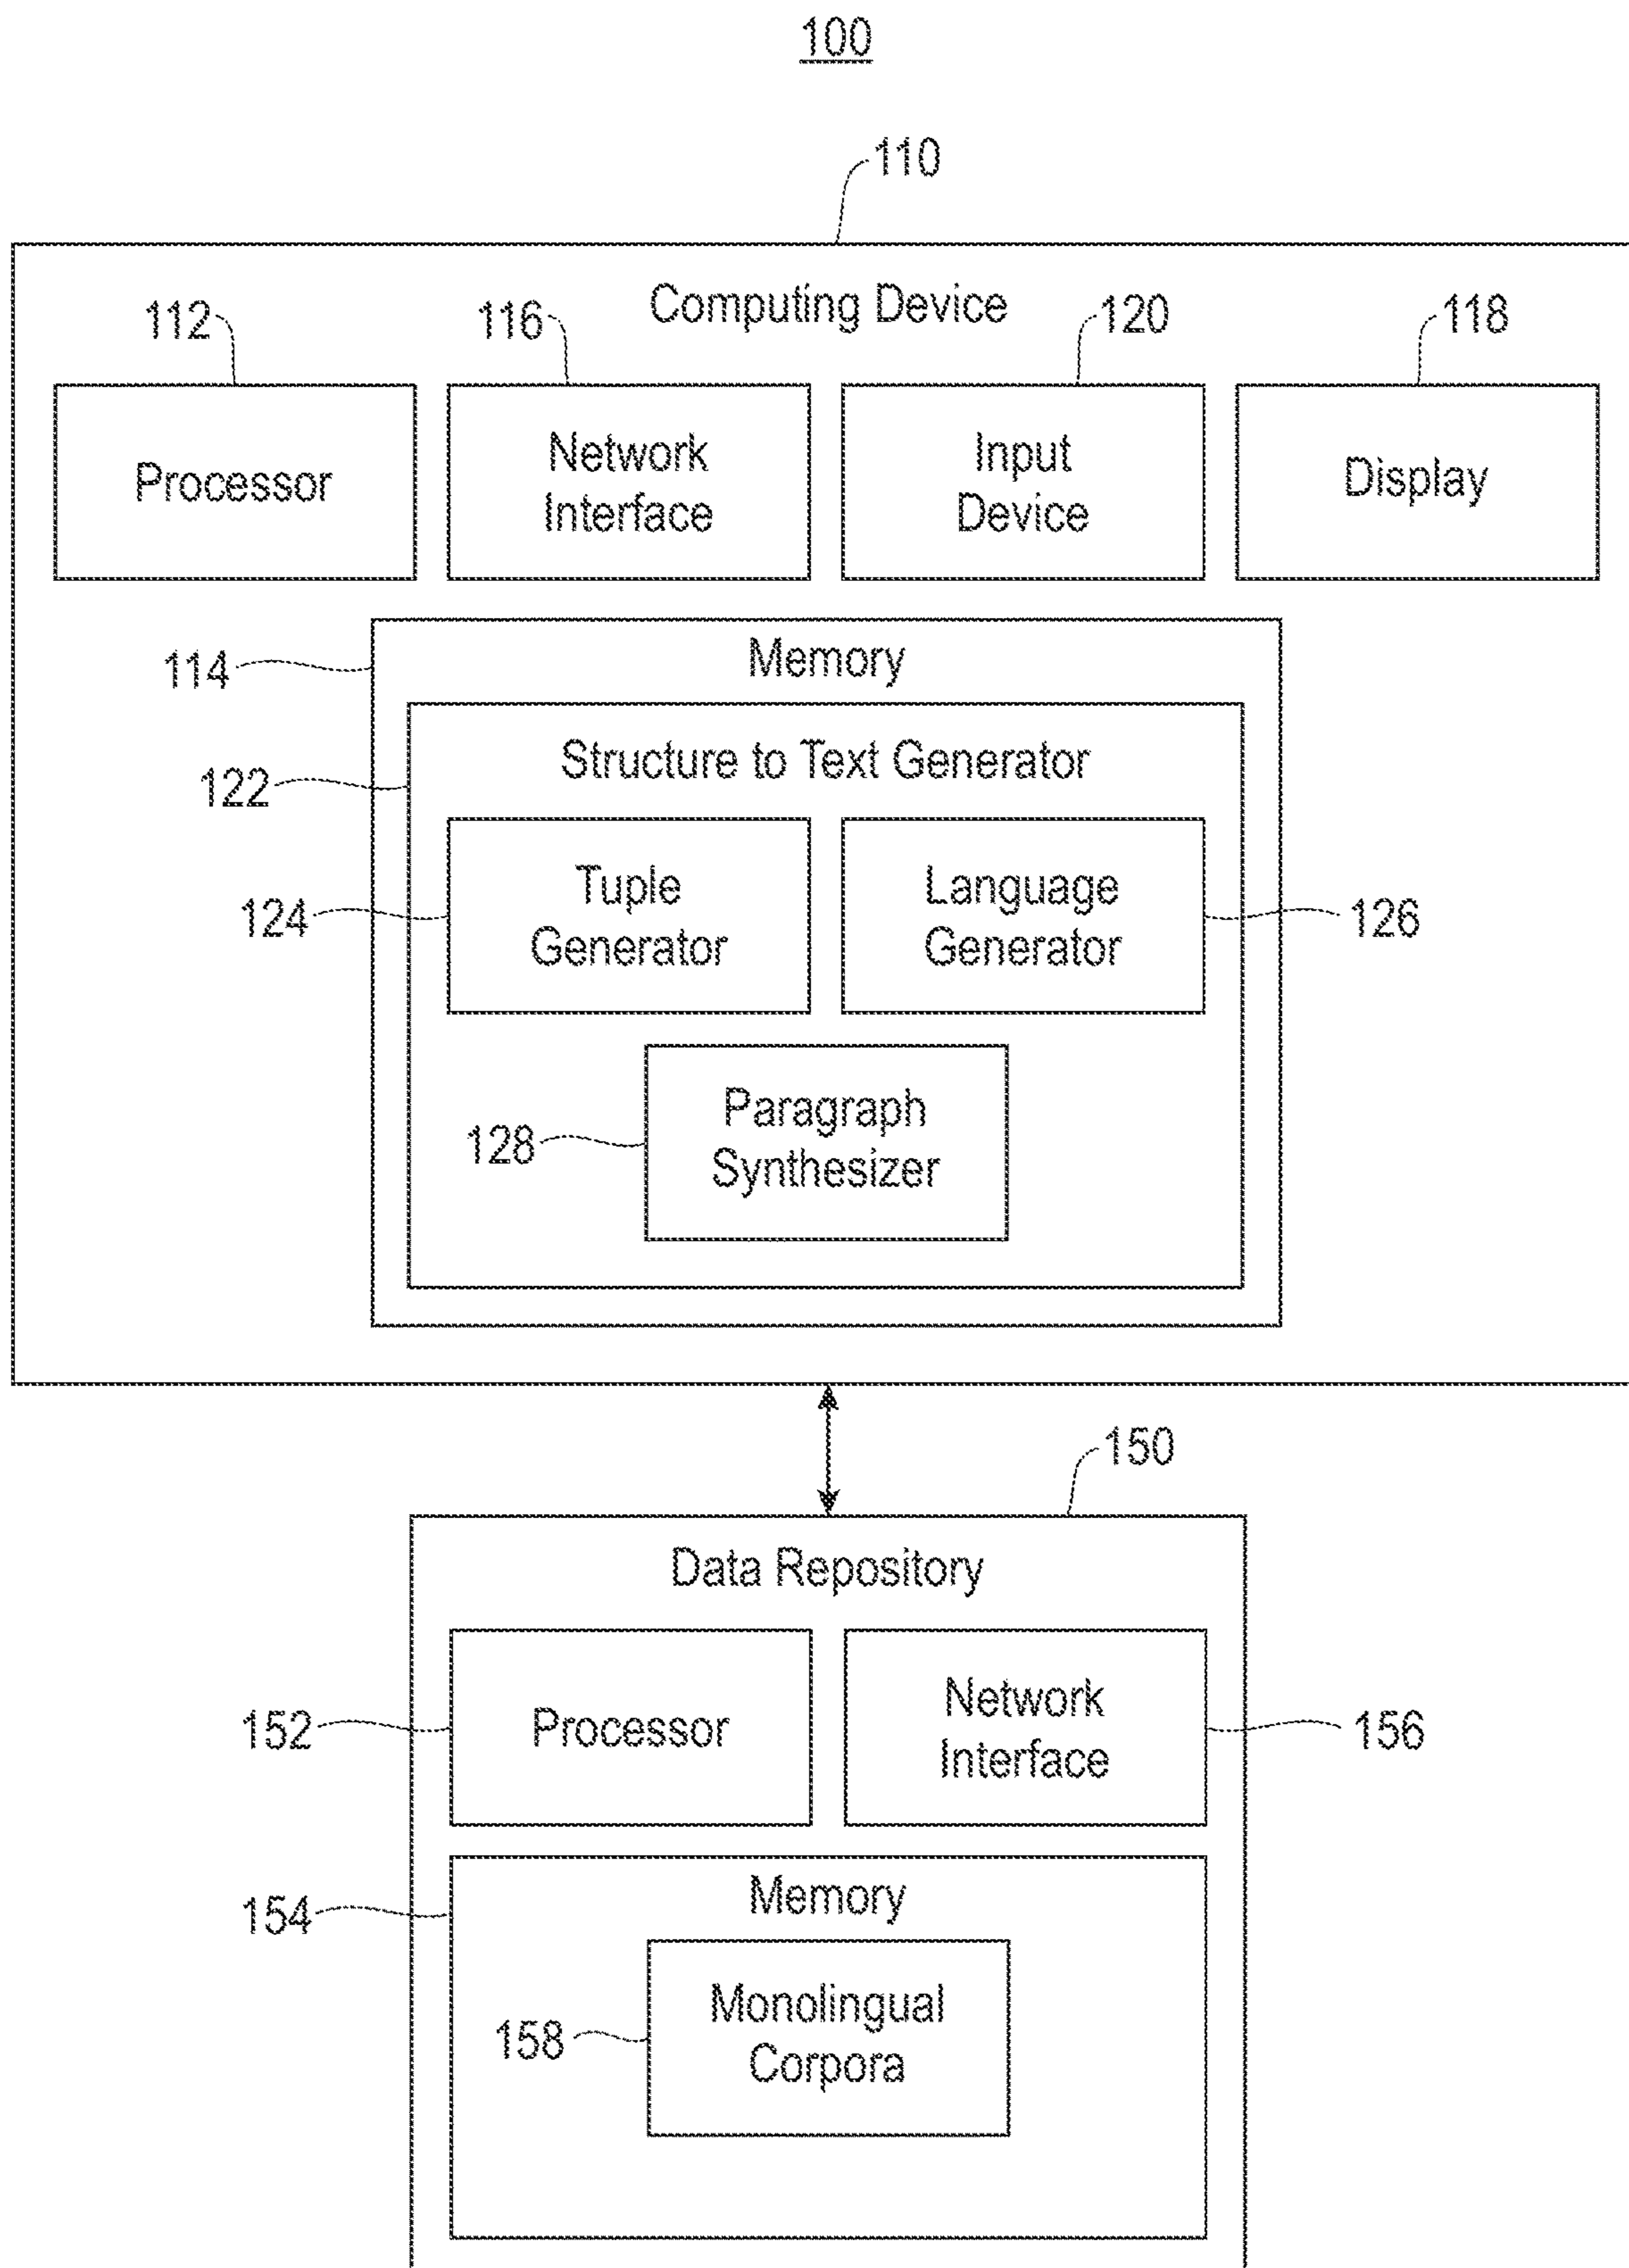 100
110
Computing Device
112
116
120
118
Processor
Network
Interface
Input
Device
Display
114
Memory
122
Structure to Text Generator
124
Tuple
Generator
Language
Generator
126
128
Paragraph
Synthesizer
150
Data Repository
152
Processor
Network
Interface
156
154
Memory
158
Monolingual
Corpora